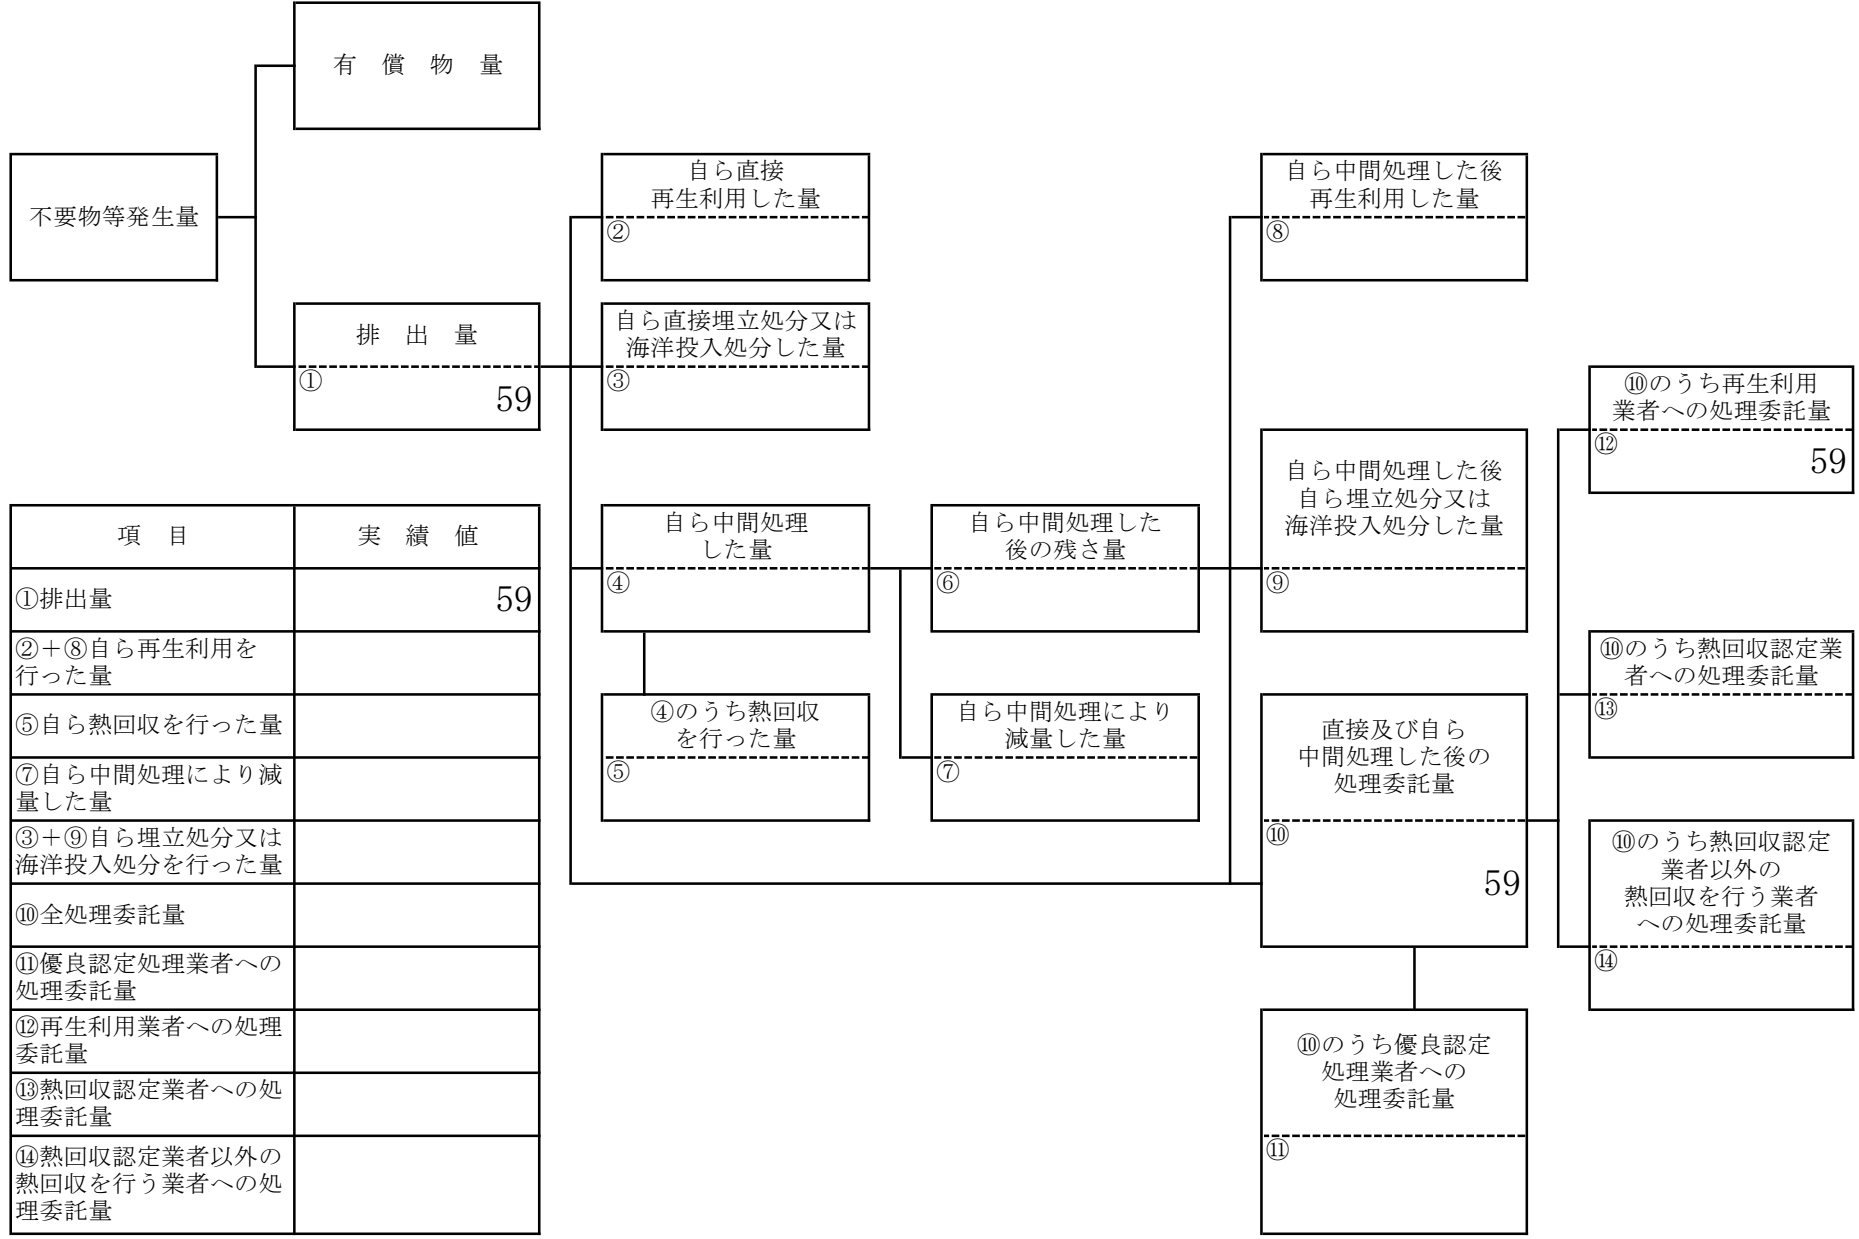 有償物量
不要物等発生量
排出量
①
59
自ら直接
再生利用した量
②
自ら直接埋立処分又は
海洋投入処分した量
③
自ら中間処理
した量
④
④のうち熱回収
を行った量
⑤
自ら中間処理した
後の残さ量
⑥
自ら中間処理により
減量した量
⑦
自ら中間処理した後
再生利用した量
⑧
自ら中間処理した後
自ら埋立処分又は
海洋投入処分した量
⑨
直接及び自ら
中間処理した後の
処理委託量
⑩
59
⑩のうち優良認定
処理業者への
処理委託量
⑪
⑩のうち再生利用
業者への処理委託量
⑫
59
⑩のうち熱回収認定業
者への処理委託量
⑬
⑩のうち熱回収認定
業者以外の
熱回収を行う業者
への処理委託量
⑭
項目 実績値
①排出量 59
②＋⑧自ら再生利用を
行った量
⑤自ら熱回収を行った量
⑦自ら中間処理により減
量した量
③＋⑨自ら埋立処分又は
海洋投入処分を行った量
⑩全処理委託量
⑪優良認定処理業者への
処理委託量
⑫再生利用業者への処理
委託量
⑬熱回収認定業者への処
理委託量
⑭熱回収認定業者以外の
熱回収を行う業者への処
理委託量